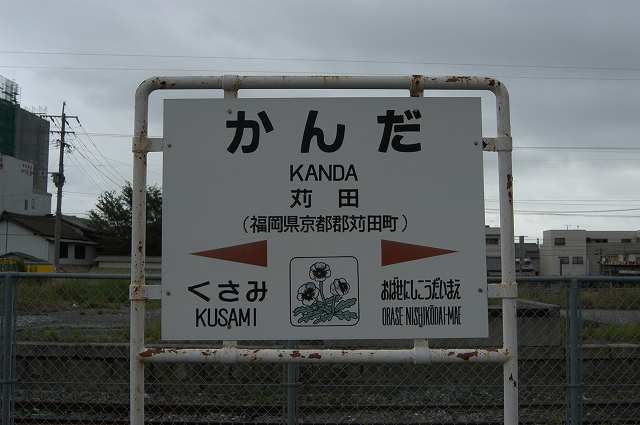 かんだ
KANDA
苅田
(福岡県京都郡苅田町)
くさみ
KUSAMI
おばせにしこうだいまえ
OBASE NISHIKŌDAI-MAE